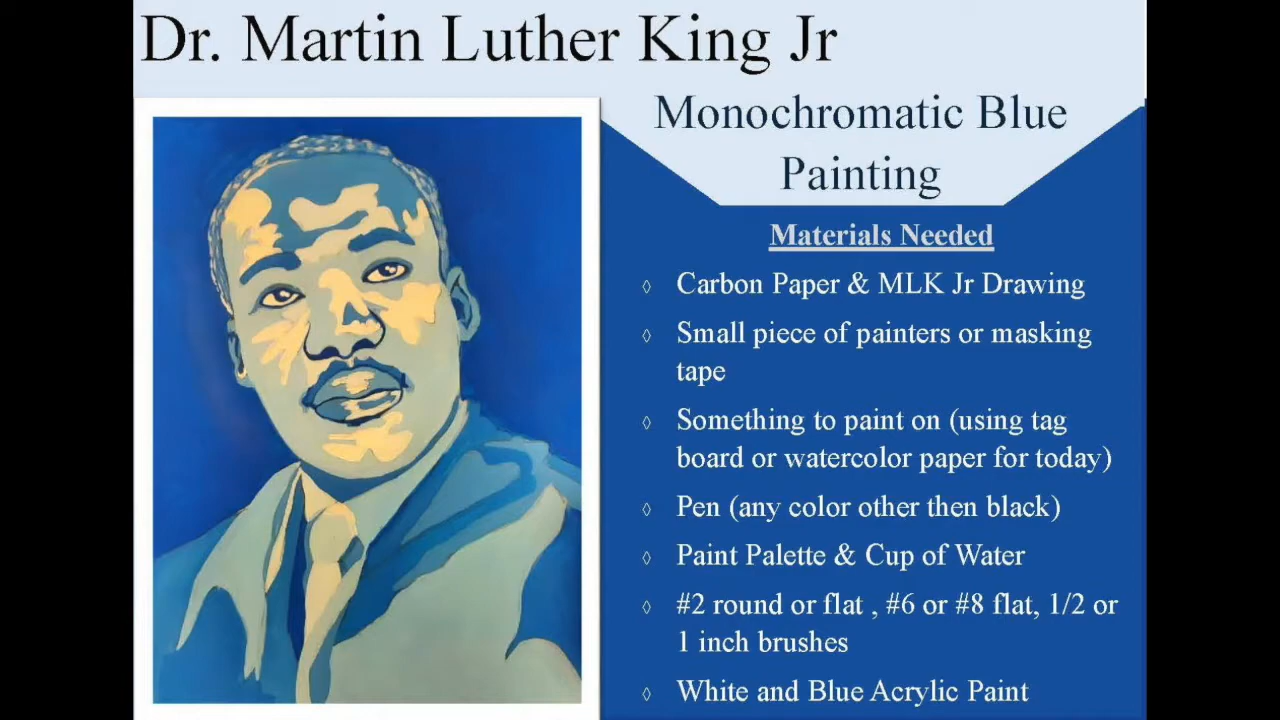 Dr. Martin Luther King Jr
Monochromatic Blue
Painting
Materials Needed
◊ Carbon Paper & MLK Jr Drawing
◊ Small piece of painters or masking
tape
◊ Something to paint on (using tag
board or watercolor paper for today)
◊ Pen (any color other then black)
◊ Paint Palette & Cup of Water
◊ #2 round or flat , #6 or #8 flat, 1/2 or
1 inch brushes
◊ White and Blue Acrylic Paint